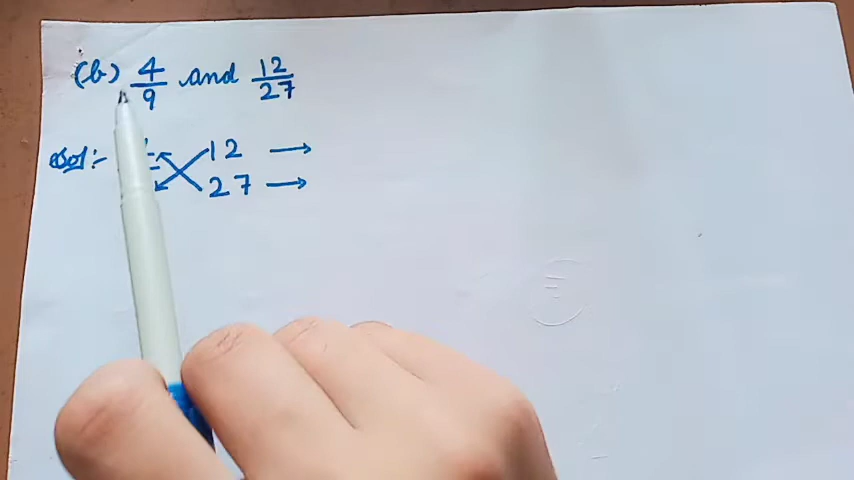 (b) 4/9 and 12/27
Sol:- 12 →
27 →